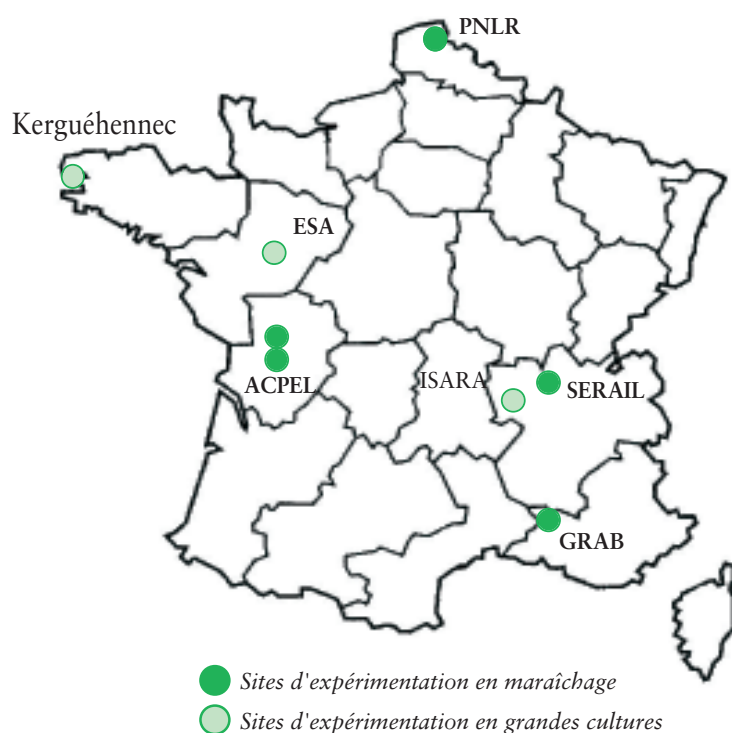 PNLR
Kerguéhennec
ESA
ACPEL
ISARA
SERAIL
GRAB
Sites d'expérimentation en maraîchage
Sites d'expérimentation en grandes cultures